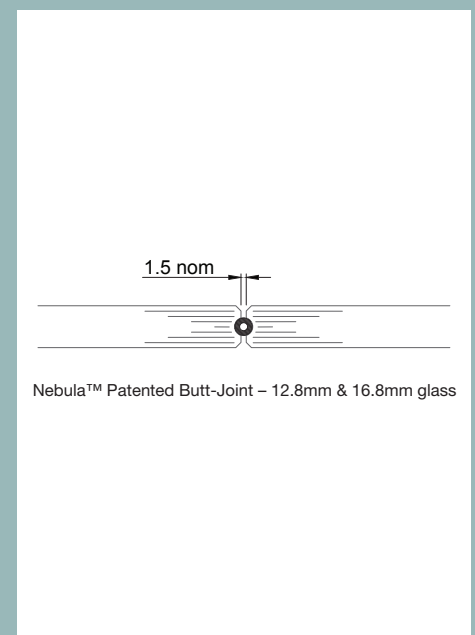 1.5 nom
Nebula™ Patented Butt-Joint – 12.8mm & 16.8mm glass